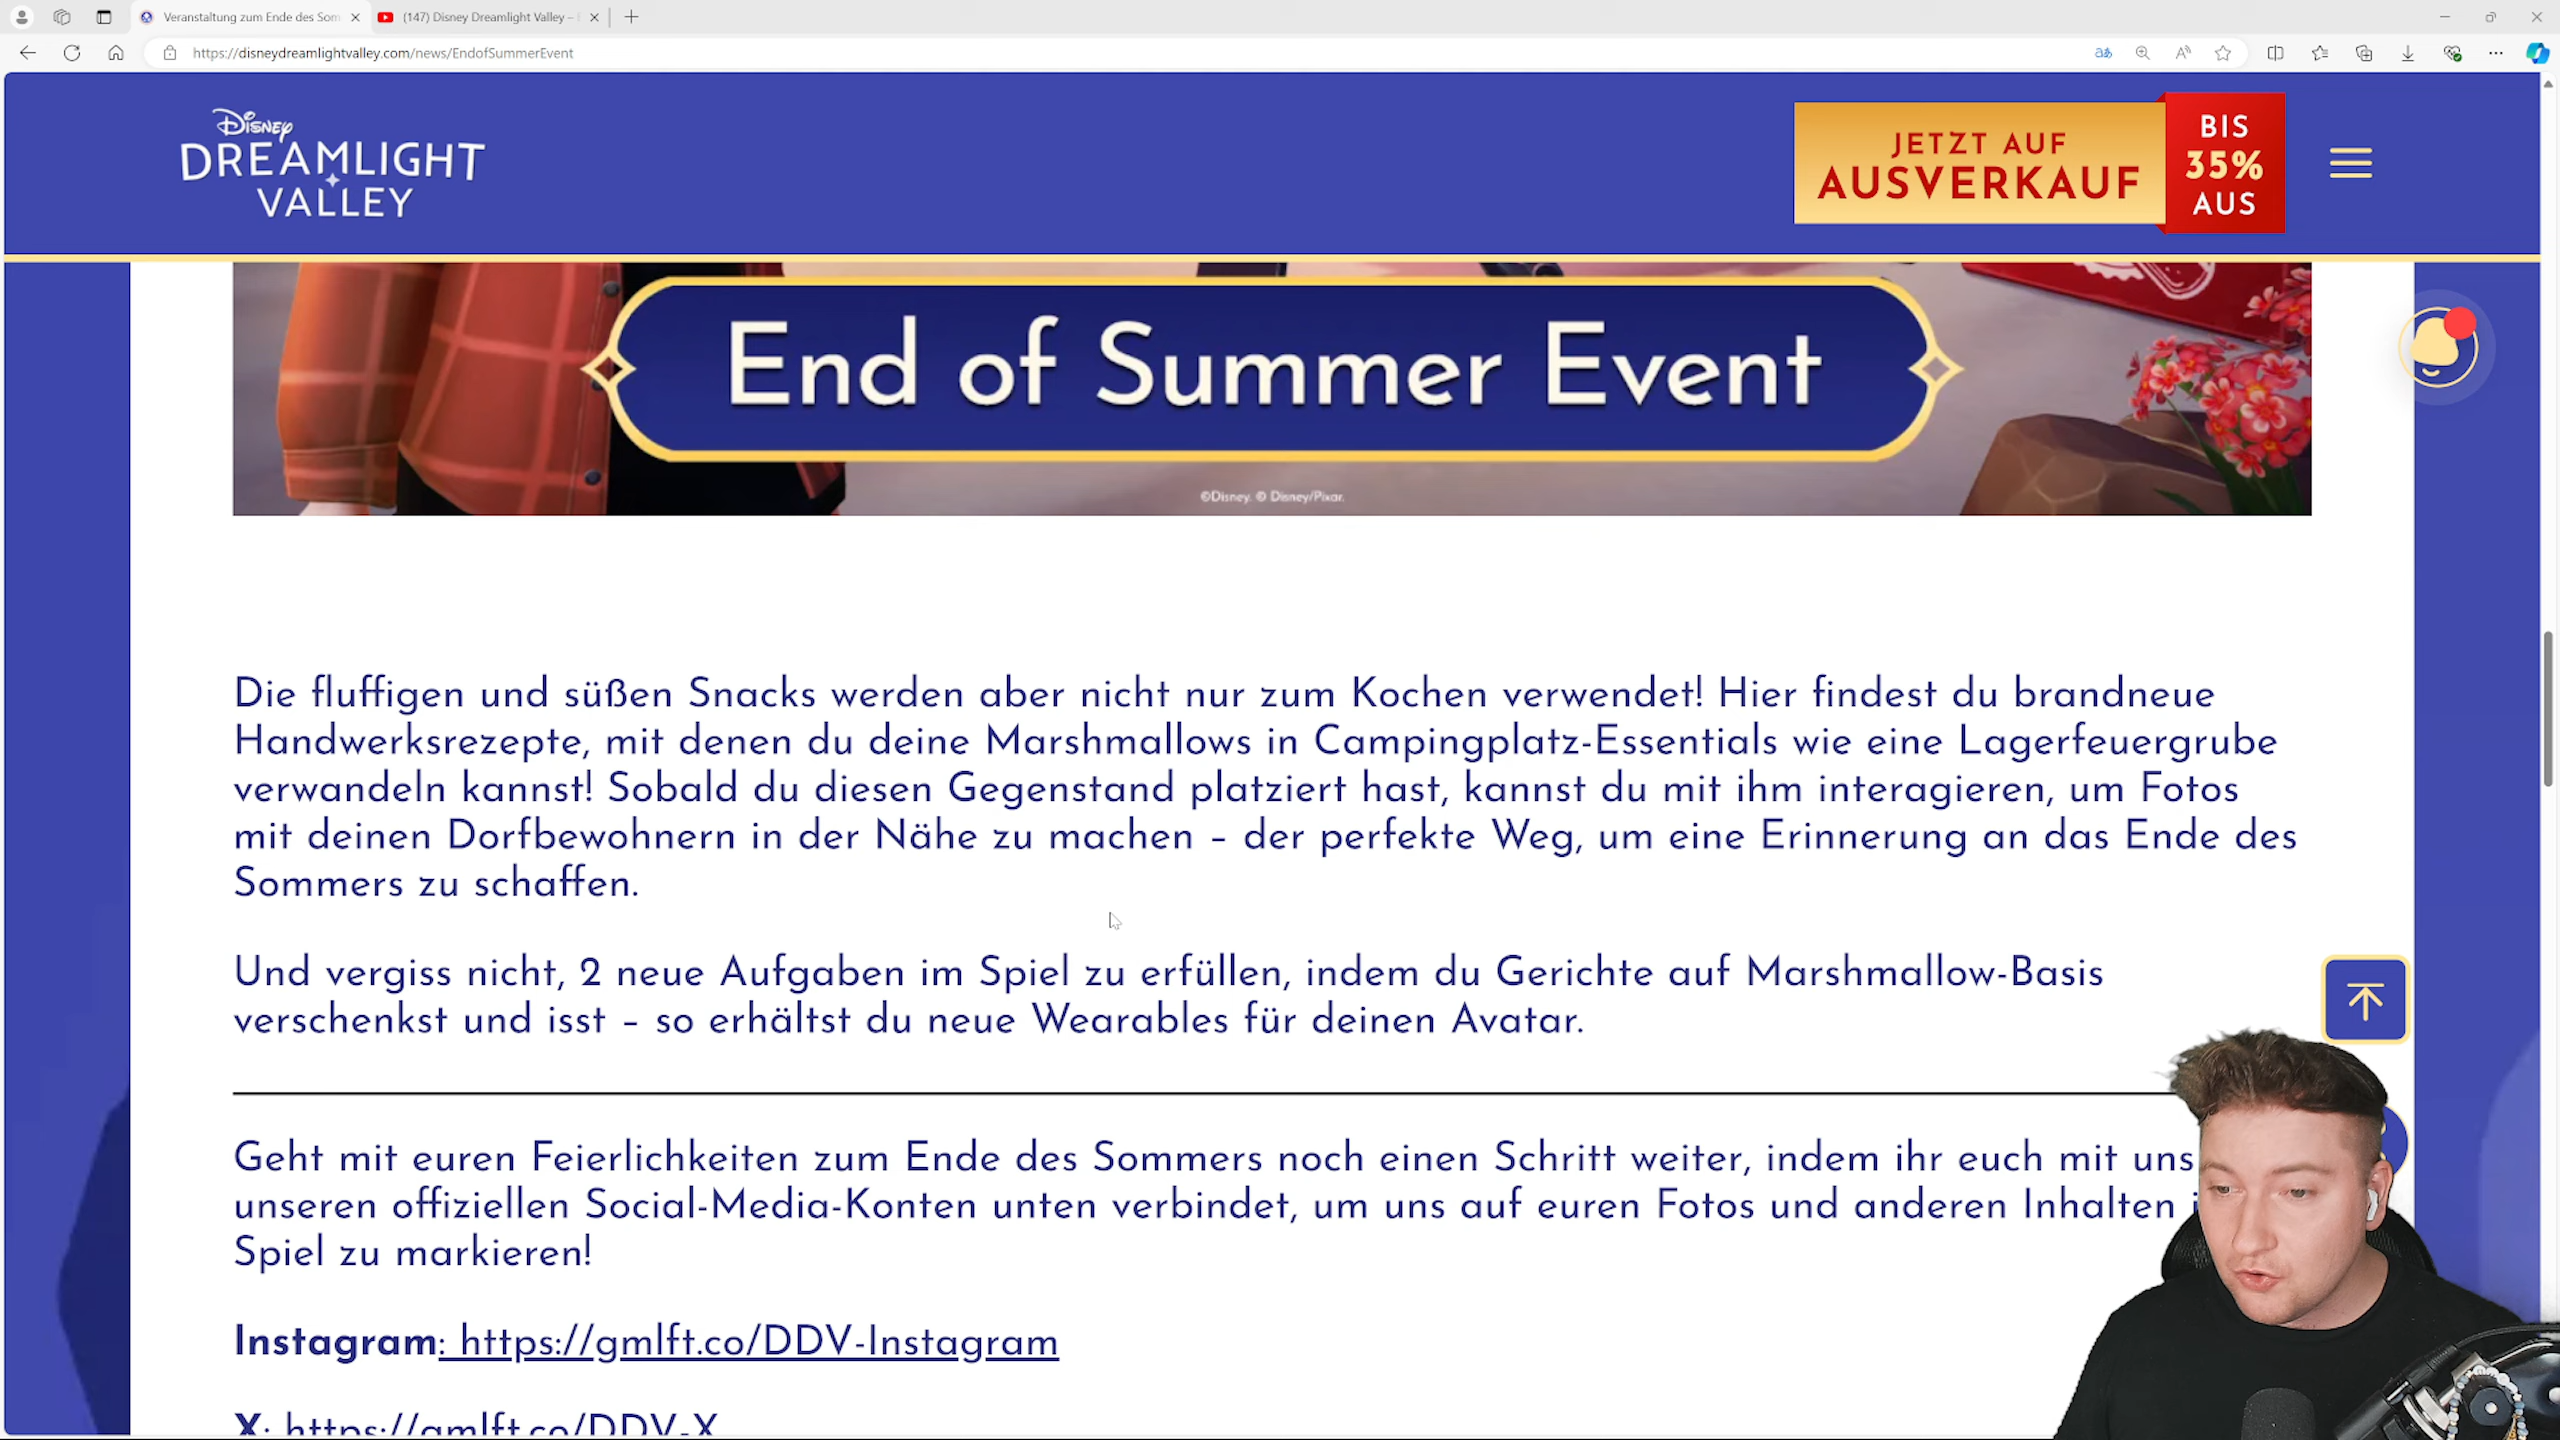 Veranstaltung zum Ende des Som
(147) Disney Dreamlight Valley –
https://disneydreamlightvalley.com/news/EndofSummerEvent
Disney
DREAMLIGHT
VALLEY
JETZT AUF
AUSVERKAUF
BIS
35%
AUS
End of Summer Event
©Disney. © Disney/Pixar.
Die fluffigen und süßen Snacks werden aber nicht nur zum Kochen verwendet! Hier findest du brandneue
Handwerksrezepte, mit denen du deine Marshmallows in Campingplatz-Essentials wie eine Lagerfeuergrube
verwandeln kannst! Sobald du diesen Gegenstand platziert hast, kannst du mit ihm interagieren, um Fotos
mit deinen Dorfbewohnern in der Nähe zu machen – der perfekte Weg, um eine Erinnerung an das Ende des
Sommers zu schaffen.
Und vergiss nicht, 2 neue Aufgaben im Spiel zu erfüllen, indem du Gerichte auf Marshmallow-Basis
verschenkst und isst – so erhältst du neue Wearables für deinen Avatar.
Geht mit euren Feierlichkeiten zum Ende des Sommers noch einen Schritt weiter, indem ihr euch mit uns
unseren offiziellen Social-Media-Konten unten verbindet, um uns auf euren Fotos und anderen Inhalten
Spiel zu markieren!
Instagram: https://gmlft.co/DDV-Instagram
X: https://gmlft.co/DDV-X